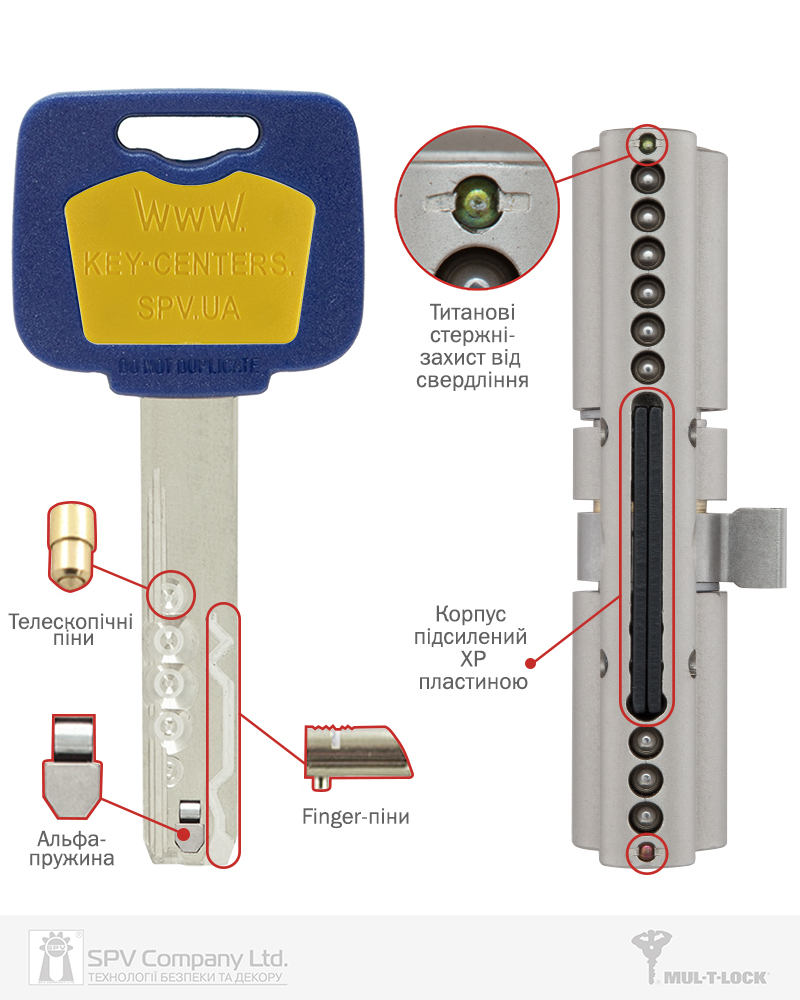 WwW.
KEY-CENTERS.
SPV.UA
DO NOT DUPLICATE
Титанові
стержні-
захист від
свердління
Телескопічні
піни
Корпус
підсилений
XP
пластиною
Finger-піни
Альфа-
пружина
SPV Company Ltd.
ТЕХНОЛОГІЇ БЕЗПЕКИ ТА ДЕКОРУ
MUL-T-LOCK